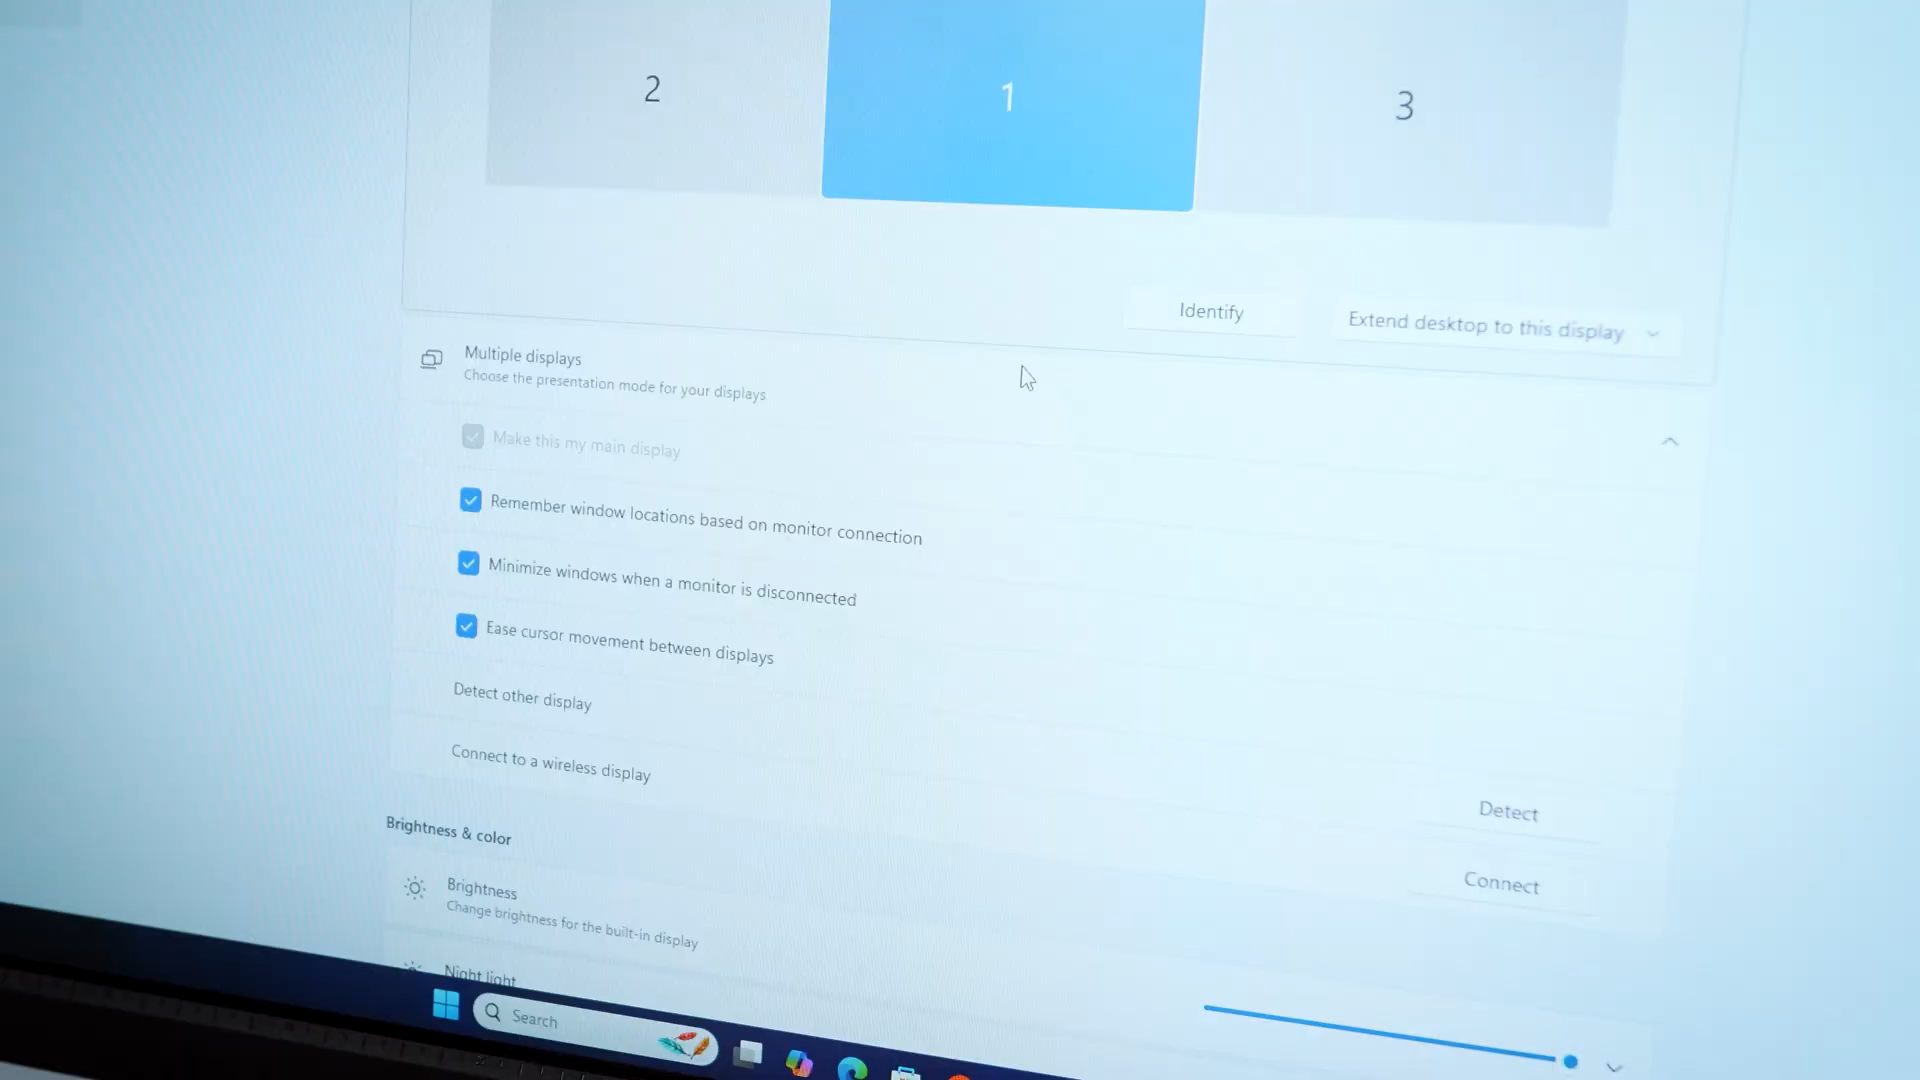 2
1
3
Identify
Extend desktop to this display
Multiple displays
Choose the presentation mode for your displays
Make this my main display
Remember window locations based on monitor connection
Minimize windows when a monitor is disconnected
Ease cursor movement between displays
Detect other display
Detect
Connect to a wireless display
Connect
Brightness & color
Brightness
Change brightness for the built-in display
Night light
Search